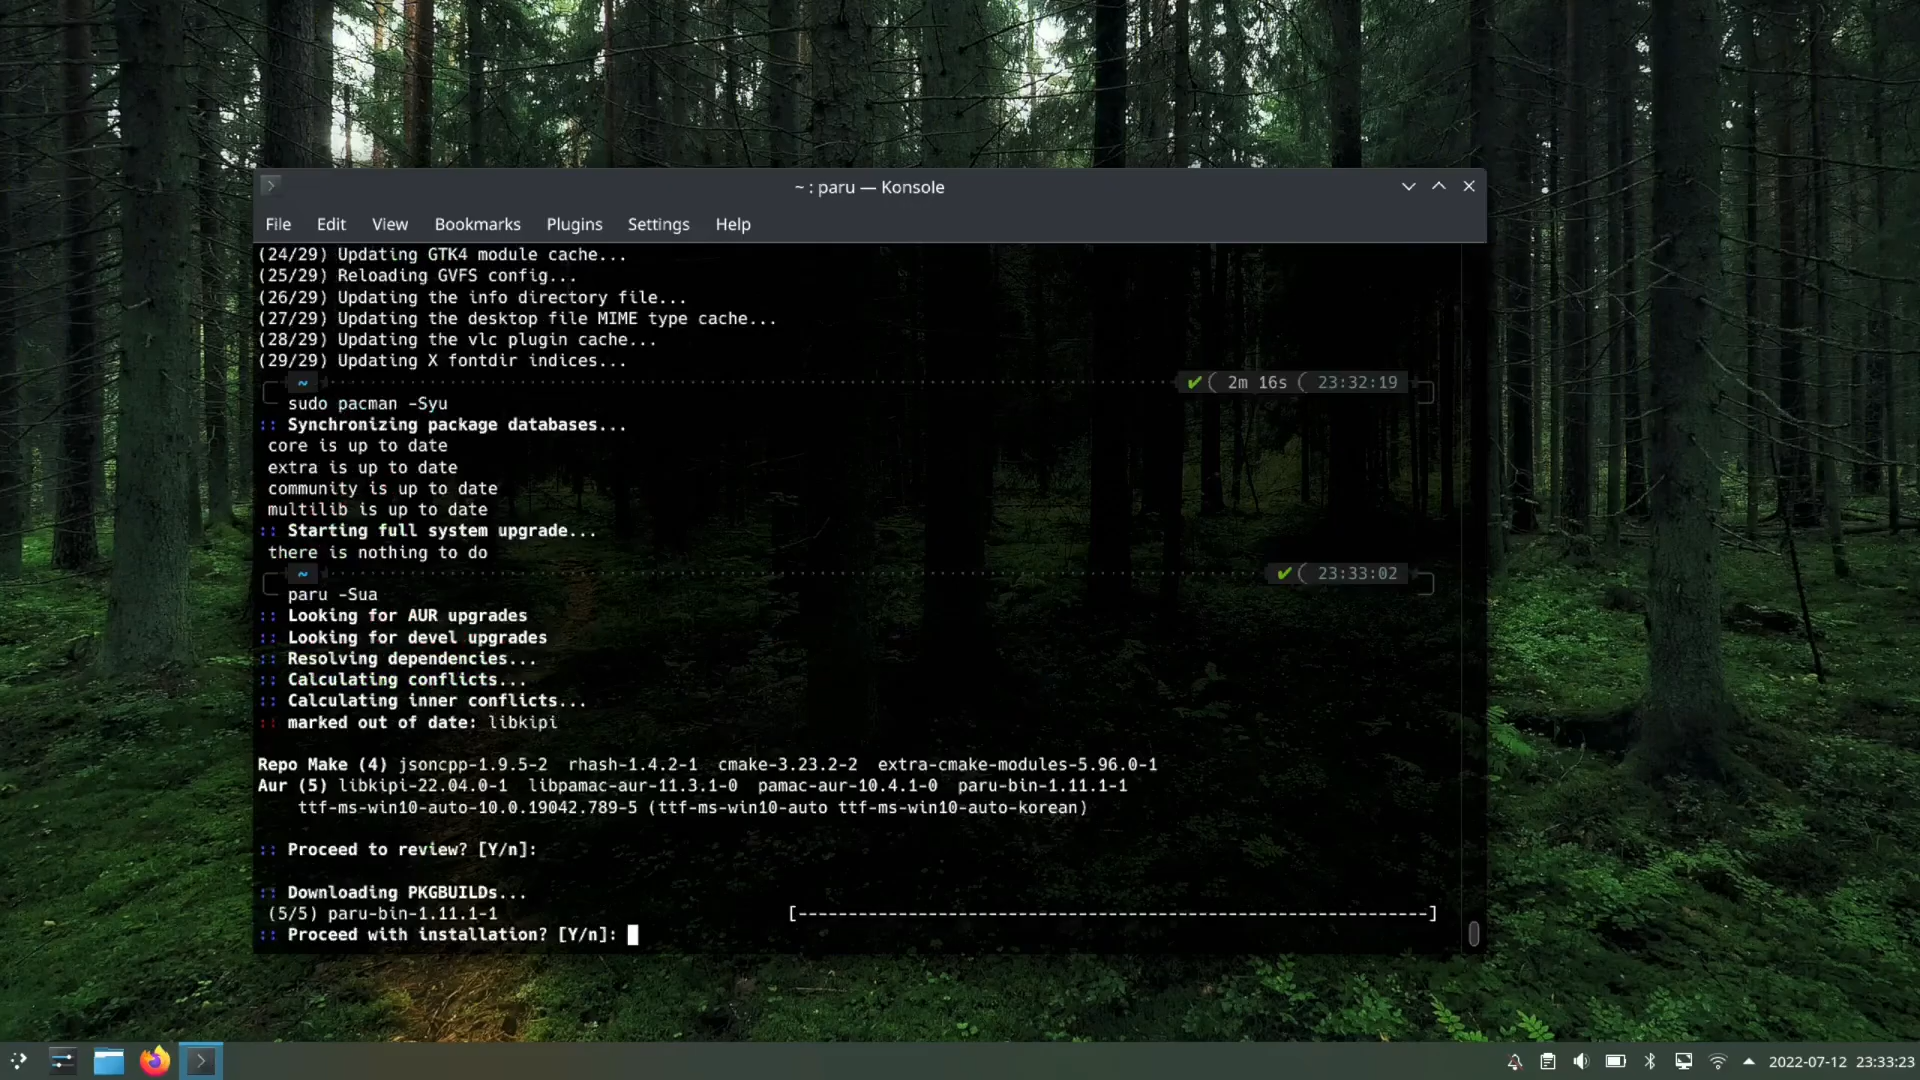 ~ : paru — Konsole
File Edit View Bookmarks Plugins Settings Help
(24/29) Updating GTK4 module cache...
(25/29) Reloading GVFS config...
(26/29) Updating the info directory file...
(27/29) Updating the desktop file MIME type cache...
(28/29) Updating the vlc plugin cache...
(29/29) Updating X fontdir indices...
~ ✔ ( 2m 16s ( 23:32:19
sudo pacman -Syu
:: Synchronizing package databases...
core is up to date
extra is up to date
community is up to date
multilib is up to date
:: Starting full system upgrade...
there is nothing to do
~ ✔ ( 23:33:02
paru -Sua
:: Looking for AUR upgrades
:: Looking for devel upgrades
:: Resolving dependencies...
:: Calculating conflicts...
:: Calculating inner conflicts...
:: marked out of date: libkipi
Repo Make (4) jsoncpp-1.9.5-2 rhash-1.4.2-1 cmake-3.23.2-2 extra-cmake-modules-5.96.0-1
Aur (5) libkipi-22.04.0-1 libpamac-aur-11.3.1-0 pamac-aur-10.4.1-0 paru-bin-1.11.1-1
ttf-ms-win10-auto-10.0.19042.789-5 (ttf-ms-win10-auto ttf-ms-win10-auto-korean)
:: Proceed to review? [Y/n]:
:: Downloading PKGBUILDs...
(5/5) paru-bin-1.11.1-1 [----------------------------------------------------------------]
:: Proceed with installation? [Y/n]:
2022-07-12 23:33:23